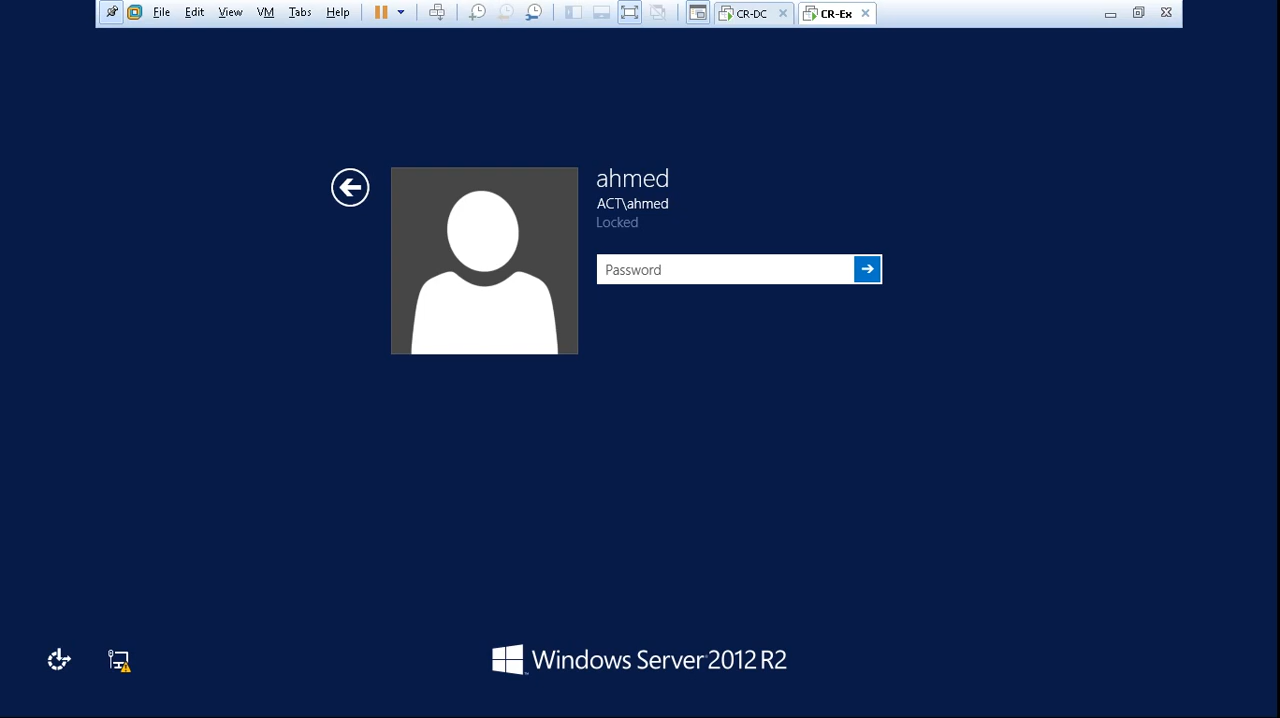 File Edit View VM Tabs Help CR-DC CR-Ex
ahmed
ACT\ahmed
Locked
Password
Windows Server 2012 R2